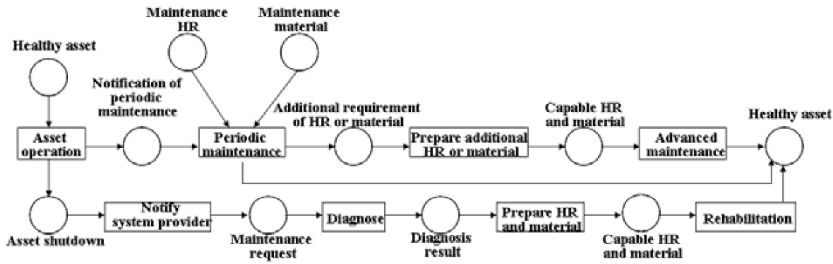 Maintenance
HR
Maintenance
material
Healthy asset
Notification of
periodic
maintenance
Additional requirement
of HR or material
Capable HR
and material
Healthy asset
Asset
operation
Periodic
maintenance
Prepare additional
HR or material
Advanced
maintenance
Notify
system provider
Diagnose
Prepare HR
and material
Rehabilitation
Asset shutdown
Maintenance
request
Diagnosis
result
Capable HR
and material